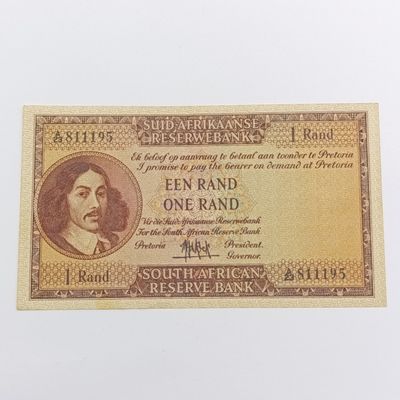 SUID-AFRIKAANSE
RESERWEBANK
811195
1 Rand
Ek beloof op aanvraag te betaal aan toonder te Pretoria
I promise to pay the bearer on demand at Pretoria
EEN RAND
ONE RAND
Vir die Suid-Afrikaanse Reserwebank
For the South African Reserve Bank
Pretoria
President.
Governor.
1 Rand
SOUTH AFRICAN
RESERVE BANK
811195